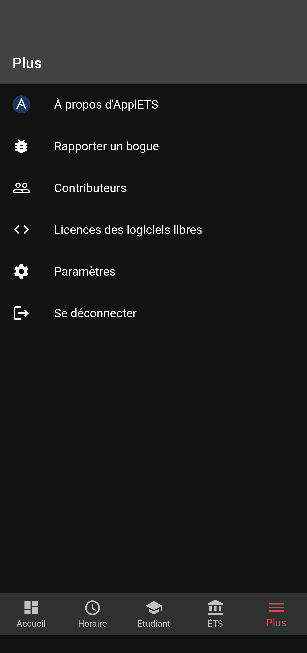 Plus
À propos d'ApplETS
Rapporter un bogue
Contributeurs
Licences des logiciels libres
Paramètres
Se déconnecter
Accueil
Horaire
Étudiant
ÉTS
Plus